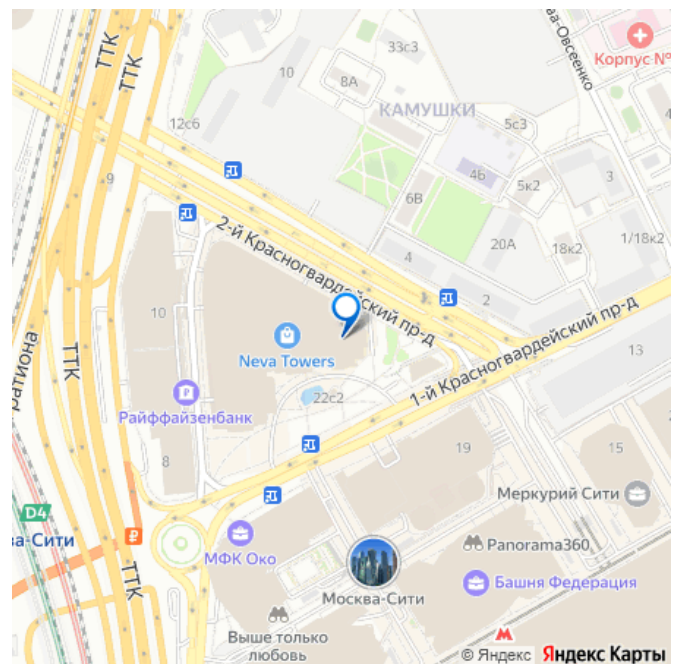 ТТК
ТТК
33с3
ва-Овсеенко
Корпус №
10
8А
КАМУШКИ
12с6
5с3
9
4Б
5к2
3
6В
2-й Красногвардейский пр-д
20А
18к2
1/18к2
4
2
10
Neva Towers
ТТК
ратиона
1-й Красногвардейский пр-д
13
Райффайзенбанк
22с2
8
19
15
Меркурий Сити
D4
ва-Сити
МФК Око
Panorama360
Башня Федерация
Москва-Сити
ТТК
Выше только
любовь
© Яндекс Яндекс Карты